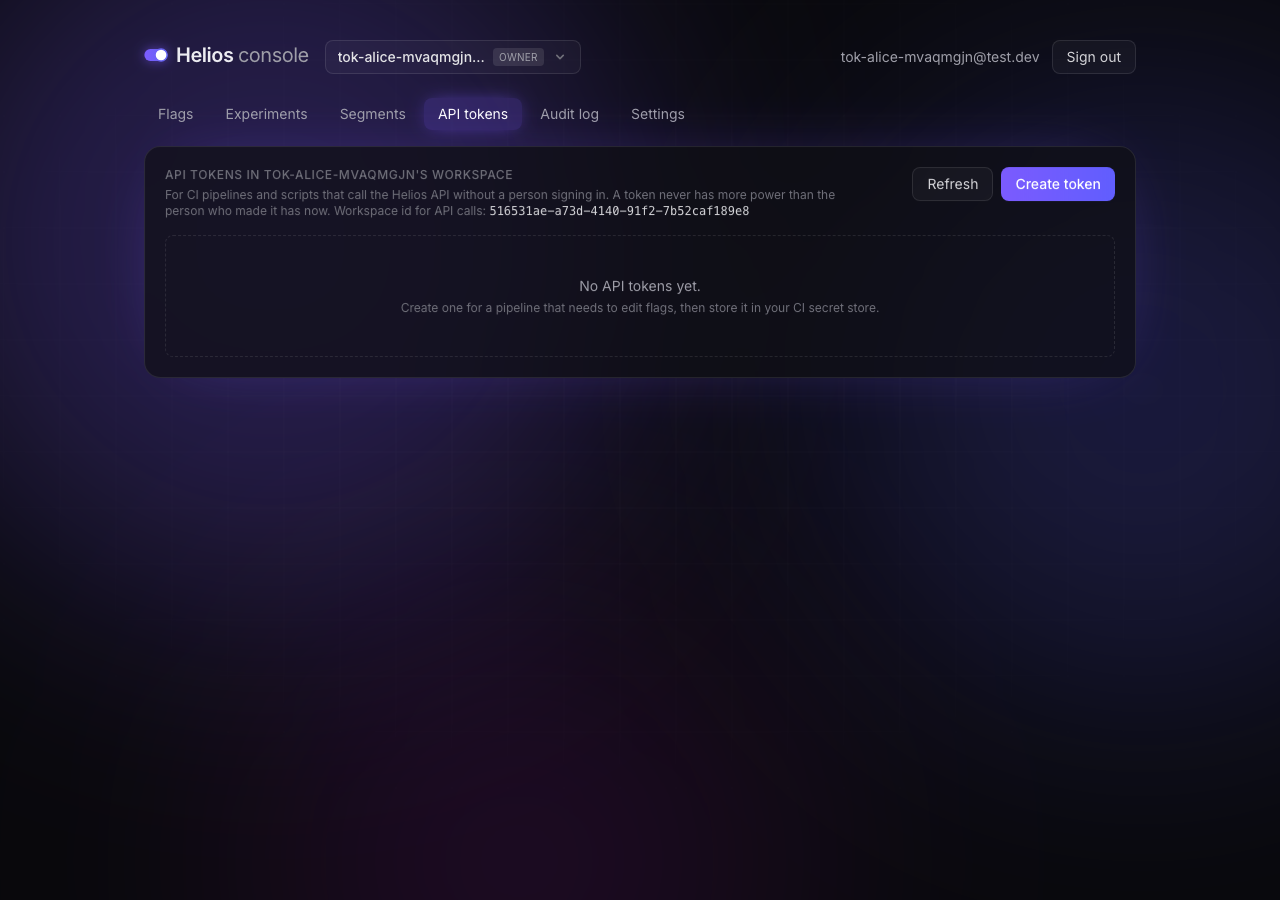 Helios console
tok-alice-mvaqmgjn... OWNER
tok-alice-mvaqmgjn@test.dev
Sign out
Flags Experiments Segments API tokens Audit log Settings
API TOKENS IN TOK-ALICE-MVAQMGJN'S WORKSPACE
For CI pipelines and scripts that call the Helios API without a person signing in. A token never has more power than the
person who made it has now. Workspace id for API calls: 516531ae-a73d-4140-91f2-7b52caf189e8
Refresh
Create token
No API tokens yet.
Create one for a pipeline that needs to edit flags, then store it in your CI secret store.